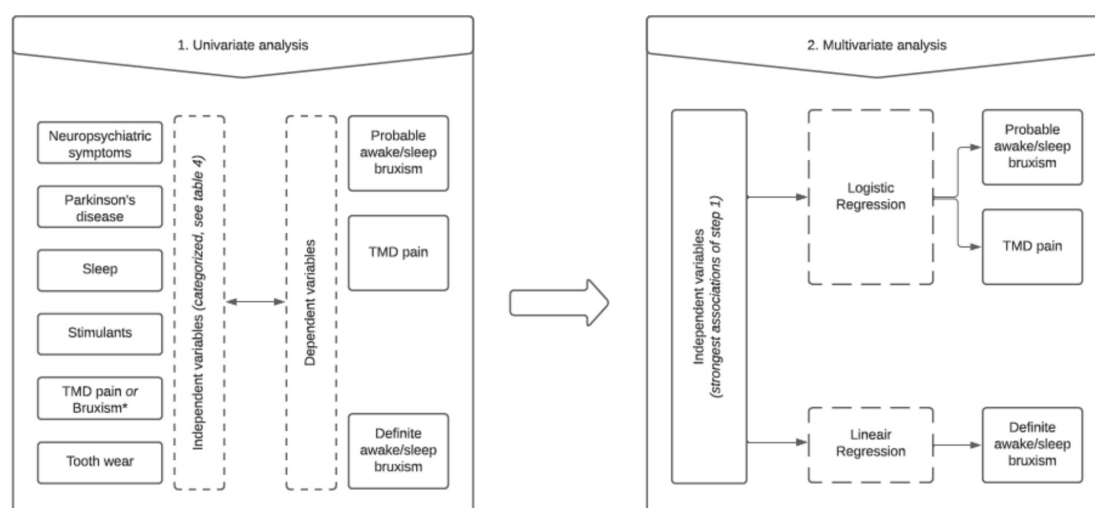 1. Univariate analysis
Neuropsychiatric
symptoms
Parkinson's
disease
Sleep
Stimulants
TMD pain or
Bruxism*
Tooth wear
Independent variables (categorized, see table 4)
Dependent variables
Probable
awake/sleep
bruxism
TMD pain
Definite
awake/sleep
bruxism
2. Multivariate analysis
Independent variables
(strongest associations of step 1)
Logistic
Regression
Lineair
Regression
Probable
awake/sleep
bruxism
TMD pain
Definite
awake/sleep
bruxism